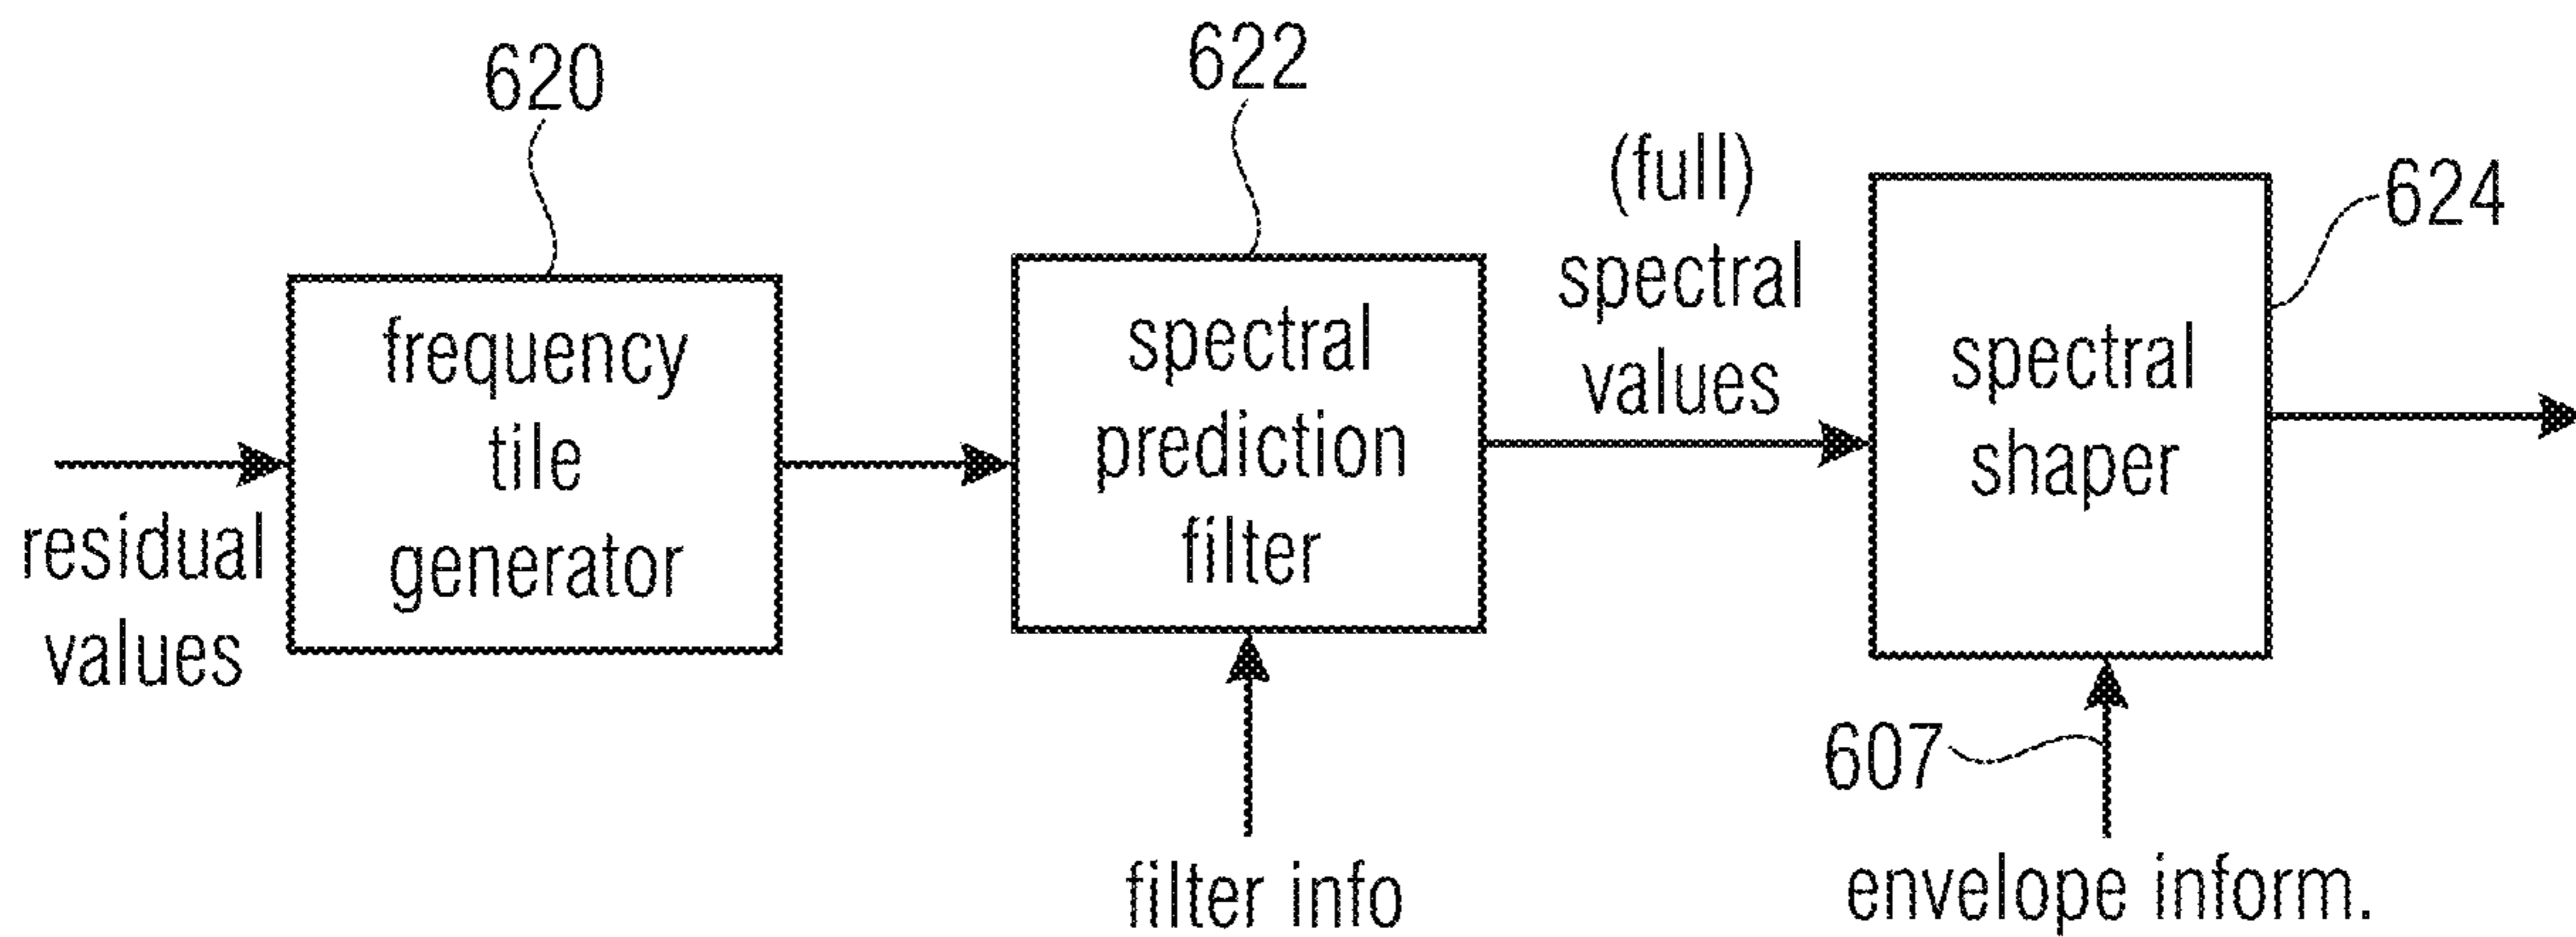 620
622
624
residual
values
frequency
tile
generator
spectral
prediction
filter
(full)
spectral
values
spectral
shaper
607
filter info
envelope inform.